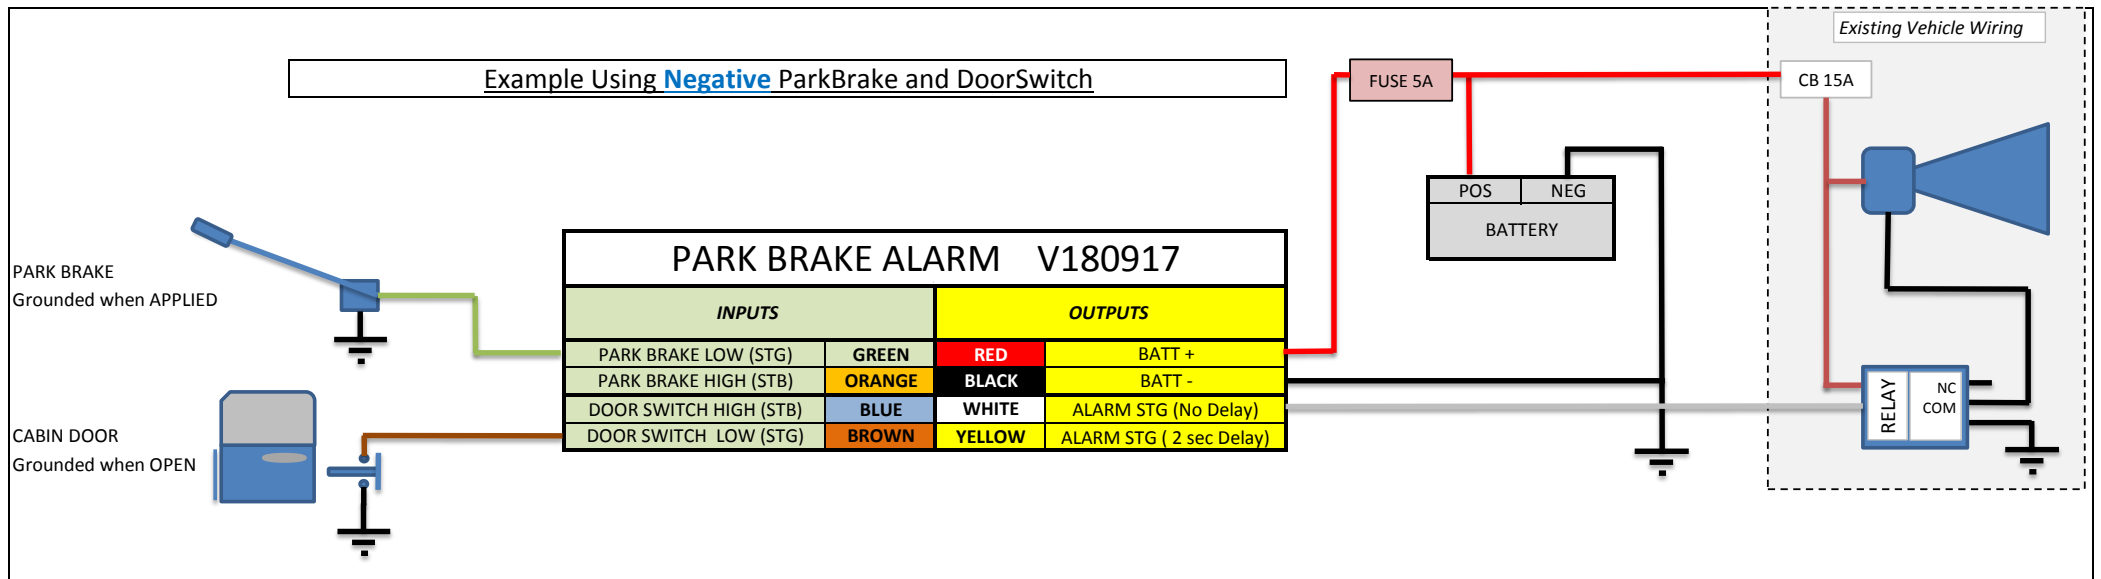 Existing Vehicle Wiring
Example Using Negative ParkBrake and DoorSwitch
FUSE 5A
CB 15A
POS NEG
BATTERY
PARK BRAKE
Grounded when APPLIED
CABIN DOOR
Grounded when OPEN
PARK BRAKE ALARM V180917
INPUTS OUTPUTS
PARK BRAKE LOW (STG) GREEN RED BATT +
PARK BRAKE HIGH (STB) ORANGE BLACK BATT -
DOOR SWITCH HIGH (STB) BLUE WHITE ALARM STG (No Delay)
DOOR SWITCH LOW (STG) BROWN YELLOW ALARM STG ( 2 sec Delay)
RELAY
NC
COM